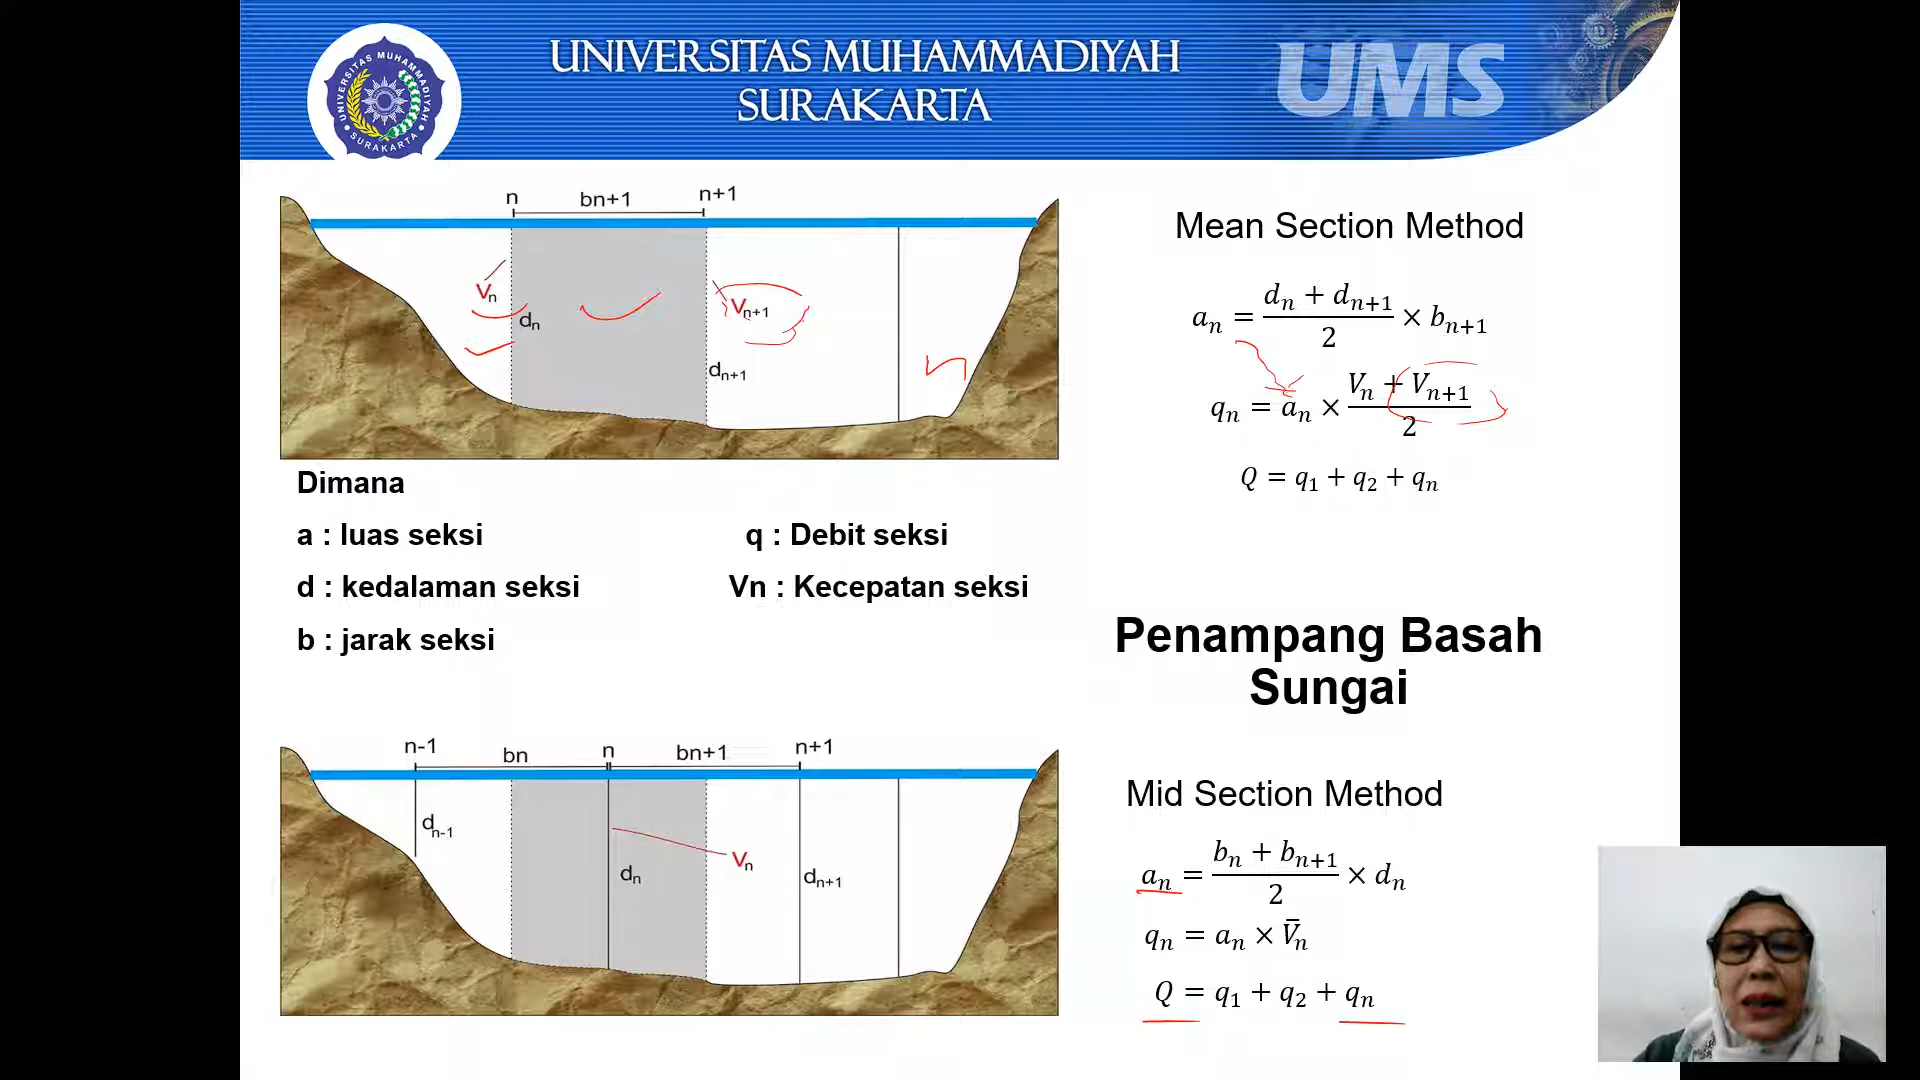 UNIVERSITAS MUHAMMADIYAH
SURAKARTA
UMS
UNIVERSITAS MUHAMMADIYAH
SURAKARTA
n bn+1 n+1
Vn
dn
Vn+1
dn+1
Mean Section Method
aₙ = (dₙ + dₙ₊₁)/2 × bₙ₊₁
qₙ = aₙ × (Vₙ + Vₙ₊₁)/2
Q = q₁ + q₂ + qₙ
Dimana
a : luas seksi
q : Debit seksi
d : kedalaman seksi
Vn : Kecepatan seksi
b : jarak seksi
Penampang Basah
Sungai
n-1 bn n bn+1 n+1
dn-1
dn
Vn
dn+1
Mid Section Method
aₙ = (bₙ + bₙ₊₁)/2 × dₙ
qₙ = aₙ × V̄ₙ
Q = q₁ + q₂ + qₙ